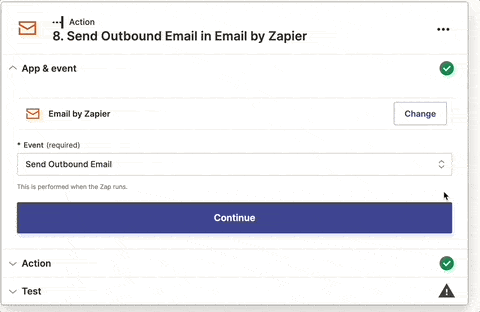 Action
8. Send Outbound Email in Email by Zapier
App & event
Email by Zapier
Change
* Event (required)
Send Outbound Email
This is performed when the Zap runs.
Continue
Action
Test